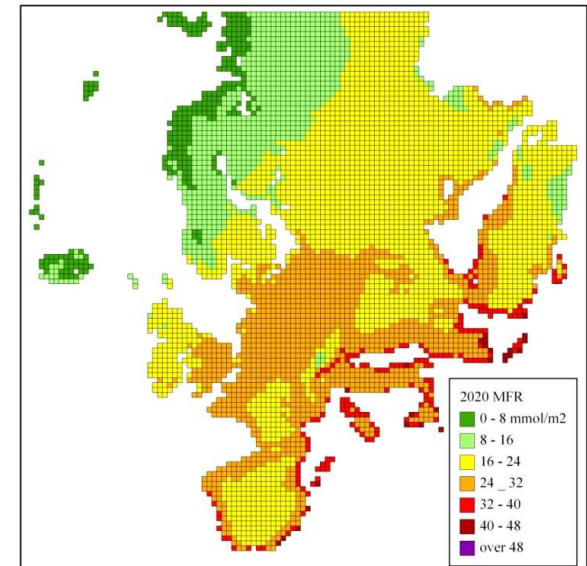 2020 MFR
0 - 8 mmol/m2
8 - 16
16 - 24
24 _ 32
32 - 40
40 - 48
over 48